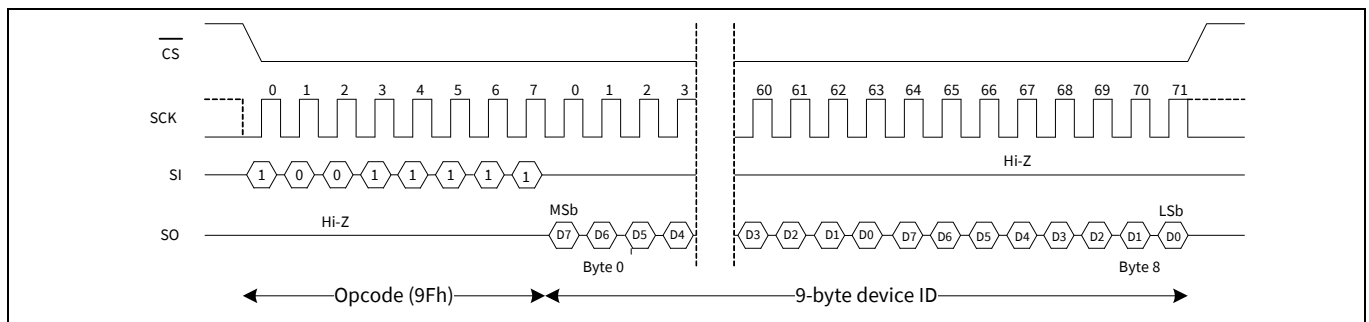 CS
0 1 2 3 4 5 6 7 0 1 2 3 60 61 62 63 64 65 66 67 68 69 70 71
SCK
Hi-Z
SI 1 0 0 1 1 1 1 1
Hi-Z MSb LSb
SO D7 D6 D5 D4 D3 D2 D1 D0 D7 D6 D5 D4 D3 D2 D1 D0
Byte 0 Byte 8
Opcode (9Fh) 9-byte device ID